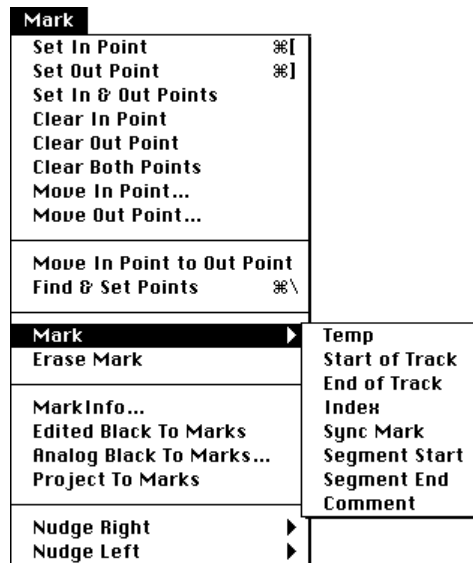 Mark
Set In Point ⌘[
Set Out Point ⌘]
Set In & Out Points
Clear In Point
Clear Out Point
Clear Both Points
Move In Point...
Move Out Point...
Move In Point to Out Point
Find & Set Points ⌘\
Mark
Erase Mark
MarkInfo...
Edited Black To Marks
Analog Black To Marks...
Project To Marks
Nudge Right
Nudge Left
Temp
Start of Track
End of Track
Index
Sync Mark
Segment Start
Segment End
Comment